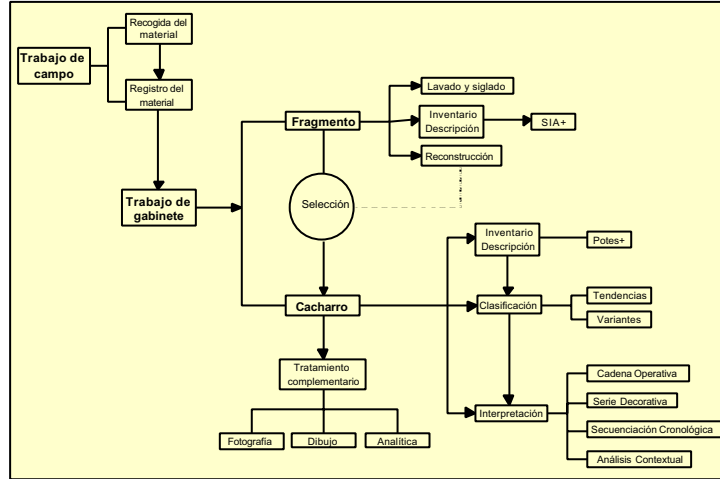 Recogida del
material
Trabajo de
campo
Registro del
material
Lavado y siglado
Fragmento
Inventario
Descripción
SIA+
Reconstrucción
Trabajo de
gabinete
Selección
Inventario
Descripción
Potes+
Cacharro
Clasificación
Tendencias
Variantes
Tratamiento
complementario
Cadena Operativa
Serie Decorativa
Interpretación
Secuenciación Cronológica
Análisis Contextual
Fotografía
Dibujo
Analítica